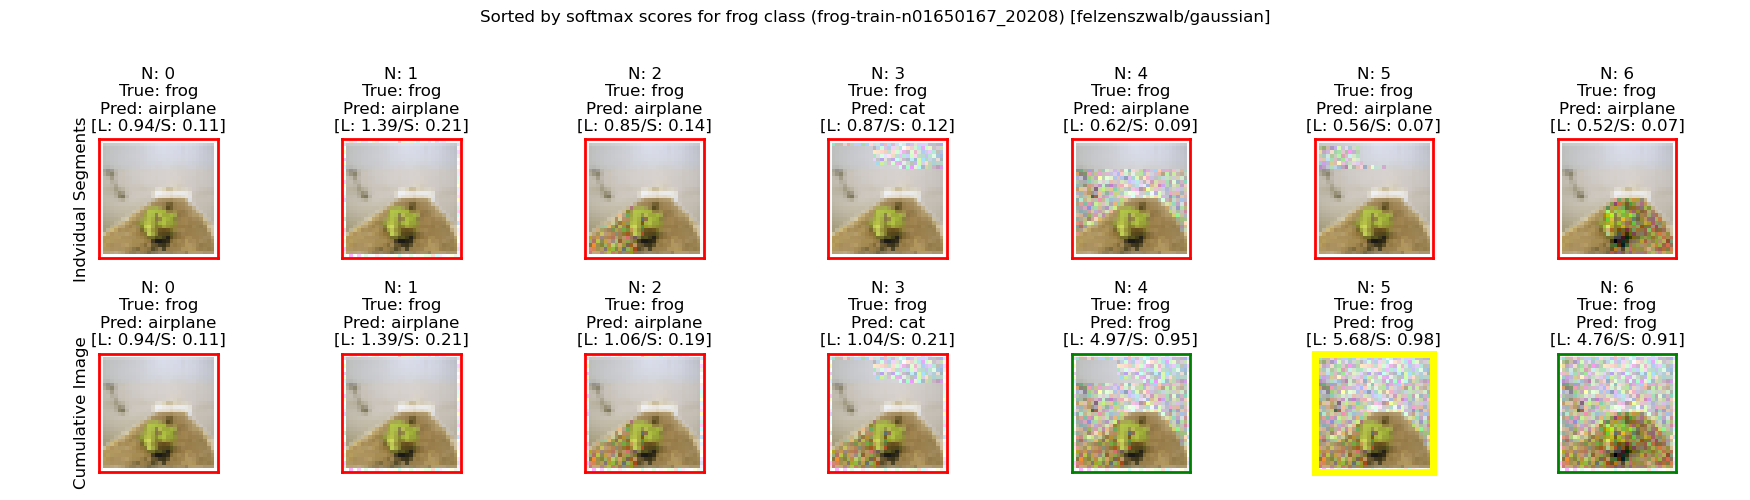 Sorted by softmax scores for frog class (frog-train-n01650167_20208) [felzenszwalb/gaussian]
Indvidual Segments
N: 0
True: frog
Pred: airplane
[L: 0.94/S: 0.11]
N: 1
True: frog
Pred: airplane
[L: 1.39/S: 0.21]
N: 2
True: frog
Pred: airplane
[L: 0.85/S: 0.14]
N: 3
True: frog
Pred: cat
[L: 0.87/S: 0.12]
N: 4
True: frog
Pred: airplane
[L: 0.62/S: 0.09]
N: 5
True: frog
Pred: airplane
[L: 0.56/S: 0.07]
N: 6
True: frog
Pred: airplane
[L: 0.52/S: 0.07]
Cumulative Image
N: 0
True: frog
Pred: airplane
[L: 0.94/S: 0.11]
N: 1
True: frog
Pred: airplane
[L: 1.39/S: 0.21]
N: 2
True: frog
Pred: airplane
[L: 1.06/S: 0.19]
N: 3
True: frog
Pred: cat
[L: 1.04/S: 0.21]
N: 4
True: frog
Pred: frog
[L: 4.97/S: 0.95]
N: 5
True: frog
Pred: frog
[L: 5.68/S: 0.98]
N: 6
True: frog
Pred: frog
[L: 4.76/S: 0.91]